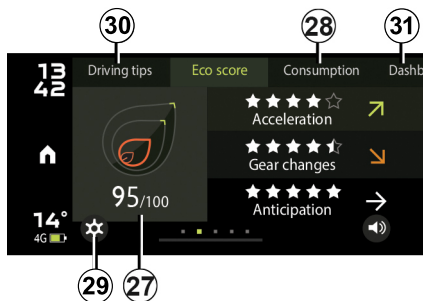 30
28
31
13
42
Driving tips
Eco score
Consumption
Dashb
Acceleration
Gear changes
95/100
Anticipation
14°
4G
29
27